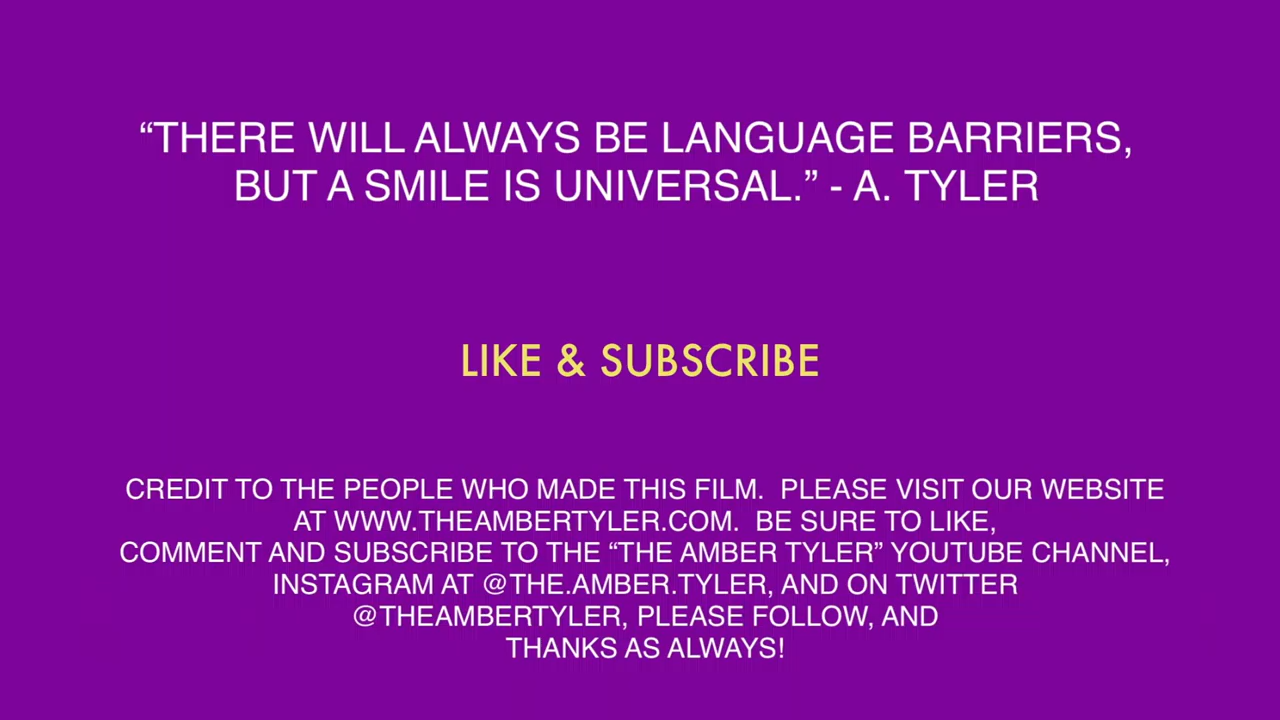 “THERE WILL ALWAYS BE LANGUAGE BARRIERS,
BUT A SMILE IS UNIVERSAL.” - A. TYLER
LIKE & SUBSCRIBE
CREDIT TO THE PEOPLE WHO MADE THIS FILM.  PLEASE VISIT OUR WEBSITE
AT WWW.THEAMBERTYLER.COM.  BE SURE TO LIKE,
COMMENT AND SUBSCRIBE TO THE “THE AMBER TYLER” YOUTUBE CHANNEL,
INSTAGRAM AT @THE.AMBER.TYLER, AND ON TWITTER
@THEAMBERTYLER, PLEASE FOLLOW, AND
THANKS AS ALWAYS!